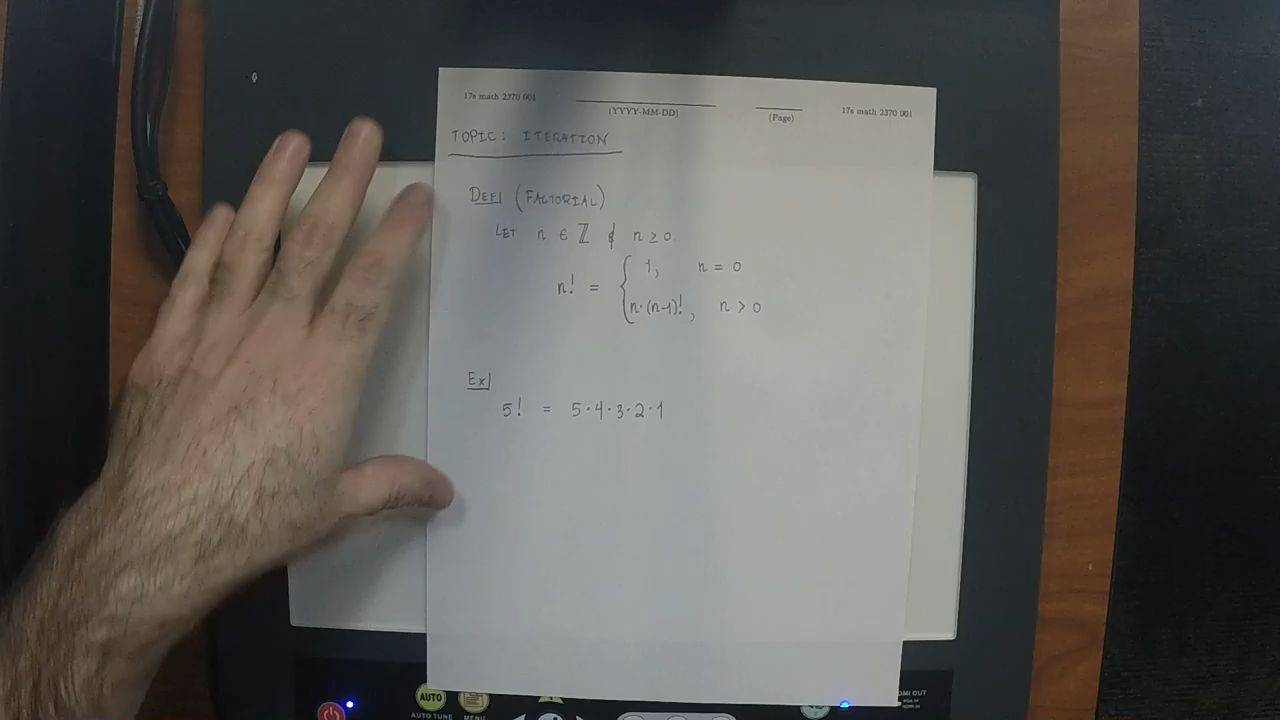 17s math 2370 001 (YYYY-MM-DD) (Page) 17s math 2370 001
TOPIC: ITERATION
DEF (FACTORIAL)
LET n ∈ ℤ & n ≥ 0.
n! = { 1, n = 0
n·(n-1)!, n > 0
Ex
5! = 5·4·3·2·1
AUTO
AUTO TUNE MENU